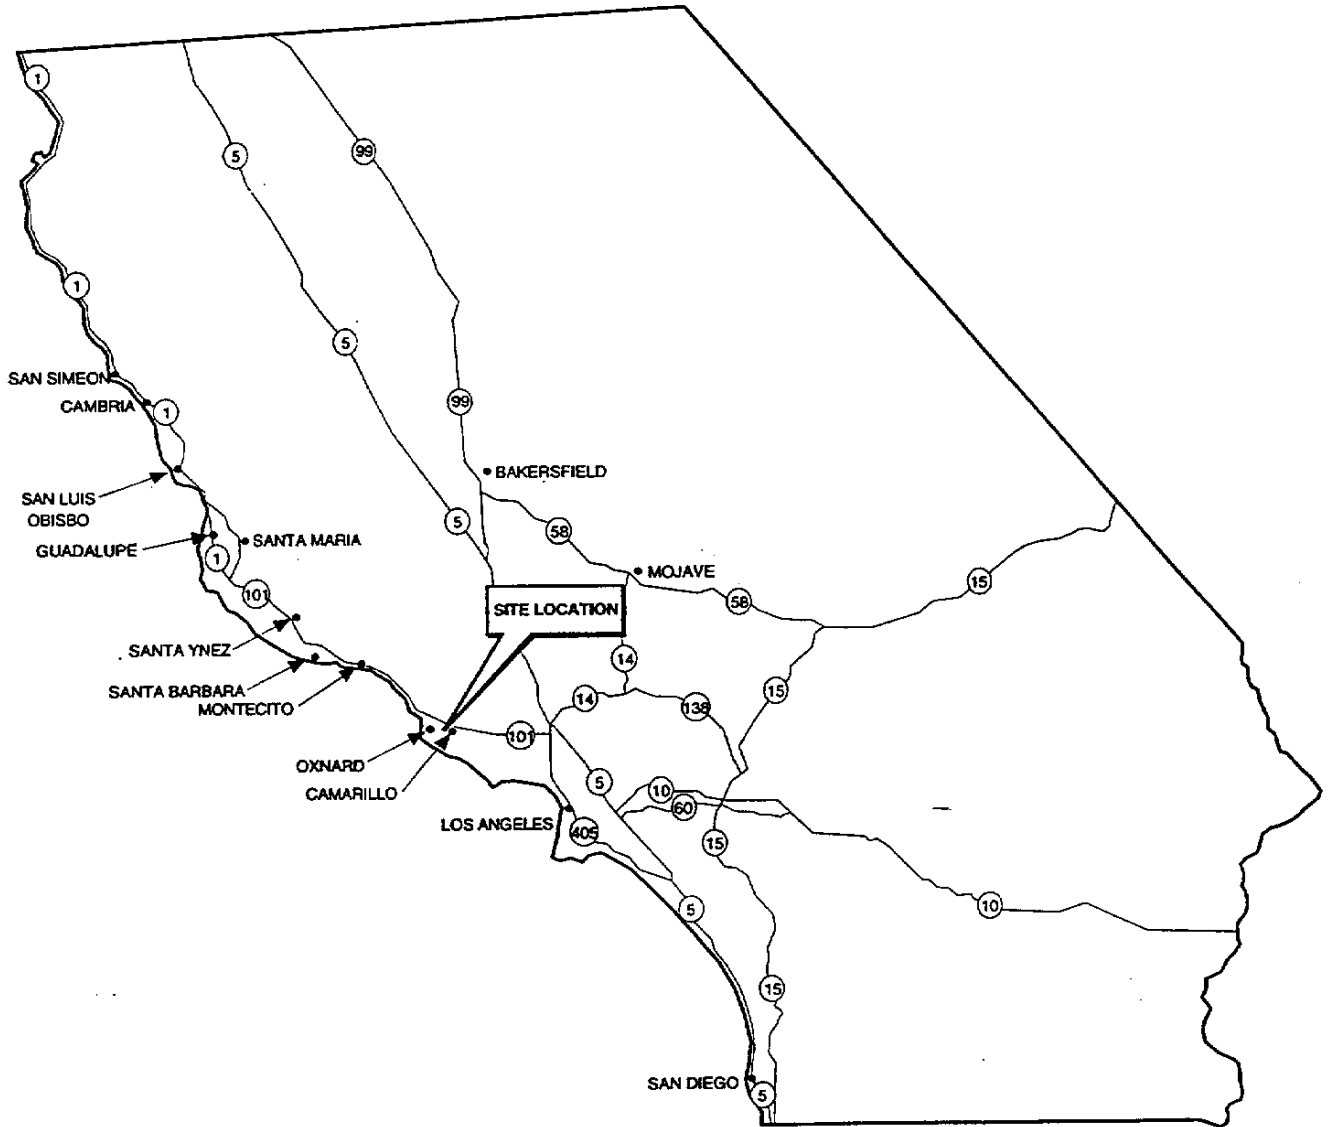 1
5
99
1
5
SAN SIMEON
CAMBRIA
1
99
BAKERSFIELD
SAN LUIS
OBISBO
5
58
GUADALUPE
SANTA MARIA
1
MOJAVE
15
101
58
SITE LOCATION
SANTA YNEZ
14
SANTA BARBARA
MONTECITO
14
138
15
101
OXNARD
CAMARILLO
5
10
60
LOS ANGELES
405
15
10
5
15
SAN DIEGO
5